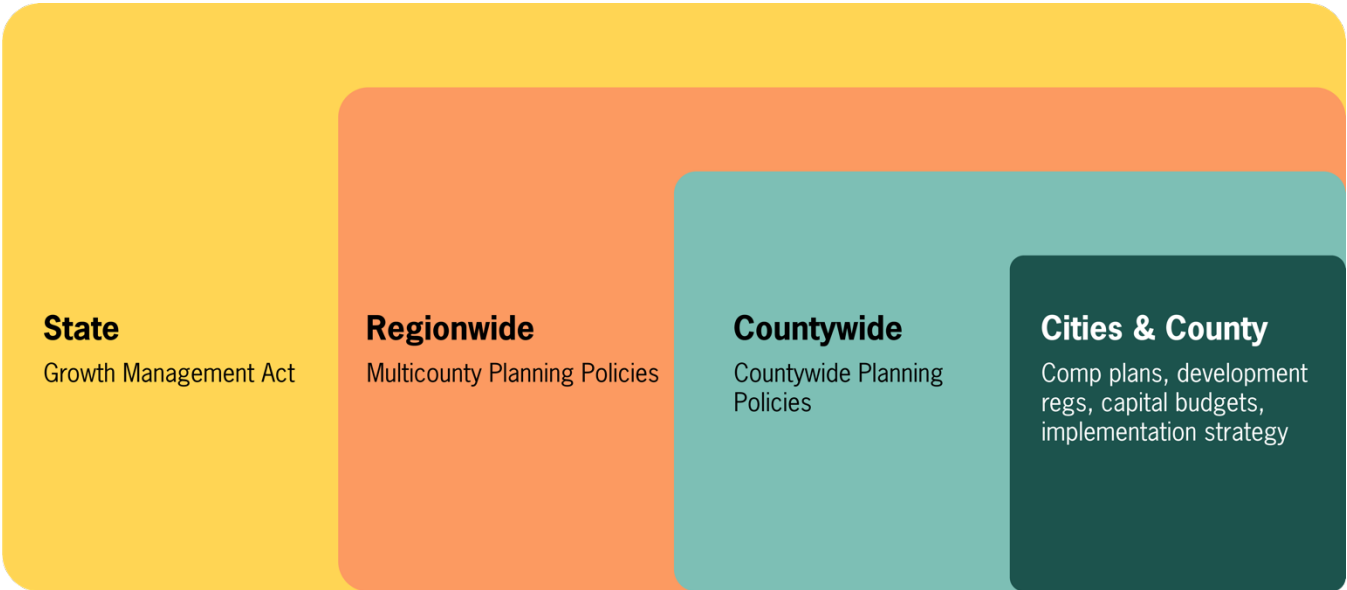 State
Growth Management Act
Regionwide
Multicounty Planning Policies
Countywide
Countywide Planning
Policies
Cities & County
Comp plans, development
regs, capital budgets,
implementation strategy